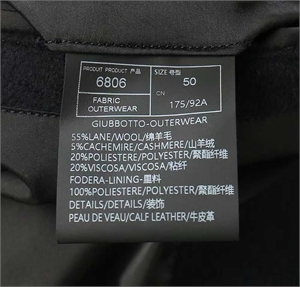 PRODUIT PRODUCT 产品
6806
SIZE 号型
50
FABRIC
OUTERWEAR
CN
175/92A
GIUBBOTTO-OUTERWEAR
55%LANE/WOOL/绵羊毛
5%CACHEMIRE/CASHMERE/山羊绒
20%POLIESTERE/POLYESTER/聚酯纤维
20%VISCOSA/VISCOSA/粘纤
FODERA-LINING-里料
100%POLIESTERE/POLYESTER/聚酯纤维
DETAILS/DETAILS/装饰
PEAU DE VEAU/CALF LEATHER/牛皮革